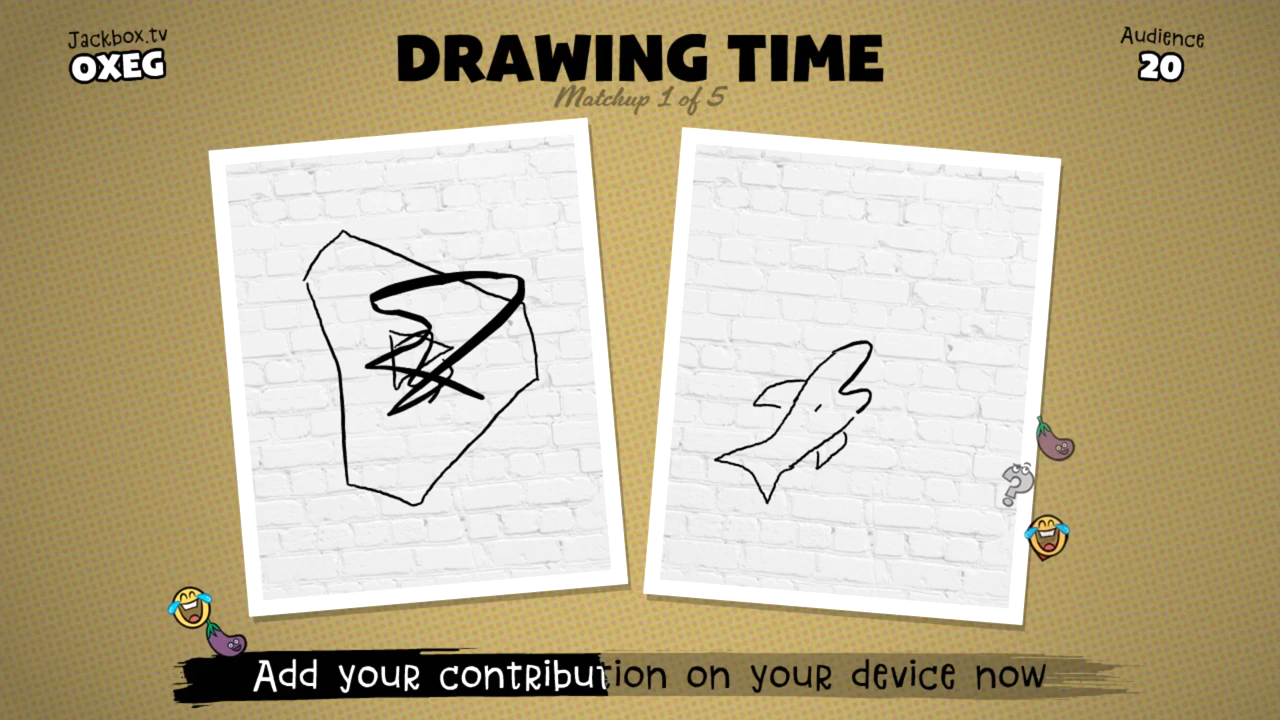 Jackbox.tv
OXEG
DRAWING TIME
Matchup 1 of 5
Audience
20
Add your contribution on your device now